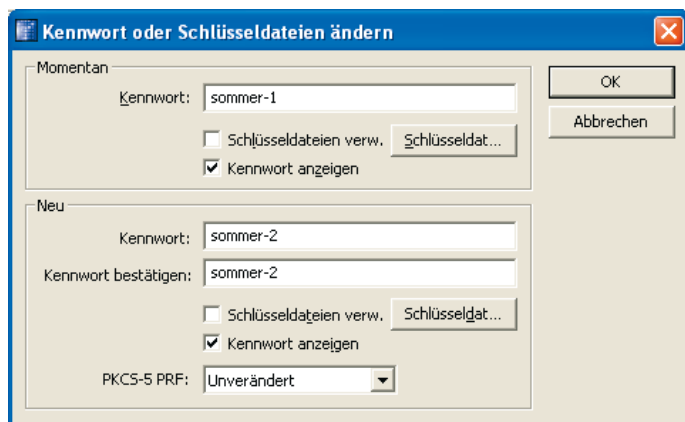 Kennwort oder Schlüsseldateien ändern
Momentan
Kennwort: sommer-1
Schlüsseldateien verw. Schlüsseldat...
Kennwort anzeigen
OK
Abbrechen
Neu
Kennwort: sommer-2
Kennwort bestätigen: sommer-2
Schlüsseldateien verw. Schlüsseldat...
Kennwort anzeigen
PKCS-5 PRF: Unverändert